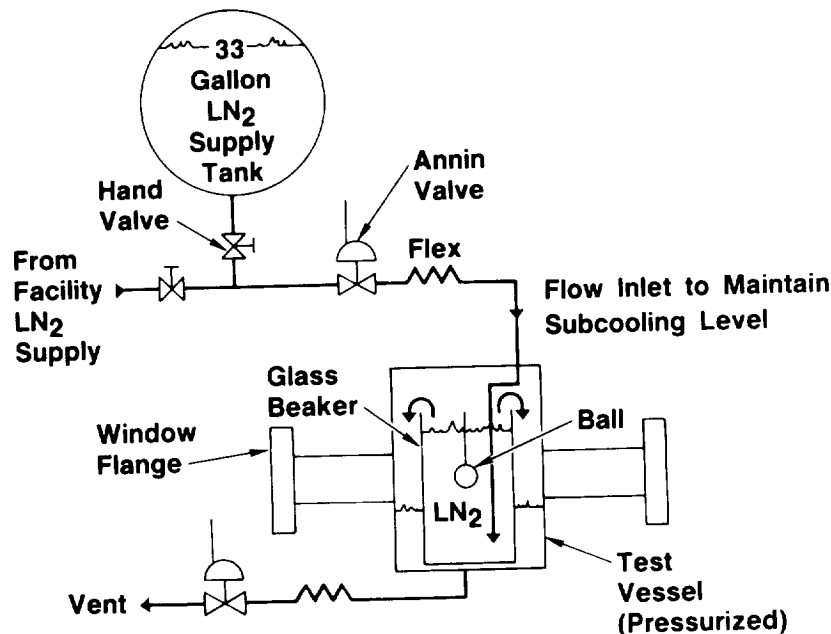 33
Gallon
LN2
Supply
Tank
Hand
Valve
Annin
Valve
Flex
From
Facility
LN2
Supply
Flow Inlet to Maintain
Subcooling Level
Glass
Beaker
Window
Flange
Ball
LN2
Test
Vessel
(Pressurized)
Vent